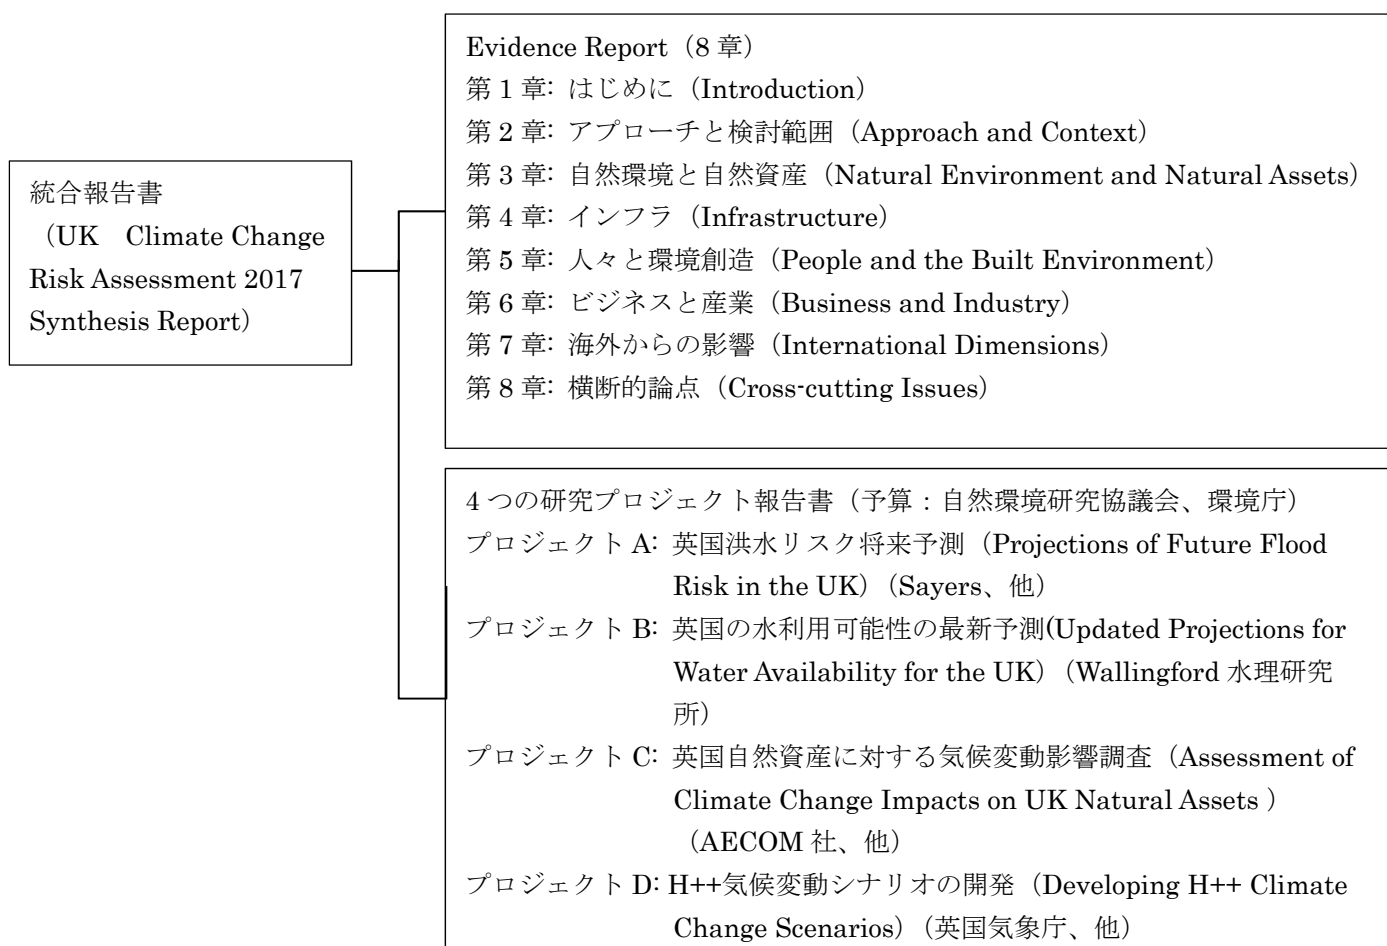 統合報告書
（UK　Climate Change
Risk Assessment 2017
Synthesis Report）
Evidence Report（8 章）
第 1 章: はじめに（Introduction）
第 2 章: アプローチと検討範囲（Approach and Context）
第 3 章: 自然環境と自然資産（Natural Environment and Natural Assets）
第 4 章: インフラ（Infrastructure）
第 5 章: 人々と環境創造（People and the Built Environment）
第 6 章: ビジネスと産業（Business and Industry）
第 7 章: 海外からの影響（International Dimensions）
第 8 章: 横断的論点（Cross-cutting Issues）
4 つの研究プロジェクト報告書（予算：自然環境研究協議会、環境庁）
プロジェクト A: 英国洪水リスク将来予測（Projections of Future Flood
Risk in the UK）（Sayers、他）
プロジェクト B: 英国の水利用可能性の最新予測(Updated Projections for
Water Availability for the UK）（Wallingford 水理研究
所）
プロジェクト C: 英国自然資産に対する気候変動影響調査（Assessment of
Climate Change Impacts on UK Natural Assets ）
（AECOM 社、他）
プロジェクト D: H++気候変動シナリオの開発（Developing H++ Climate
Change Scenarios）（英国気象庁、他）